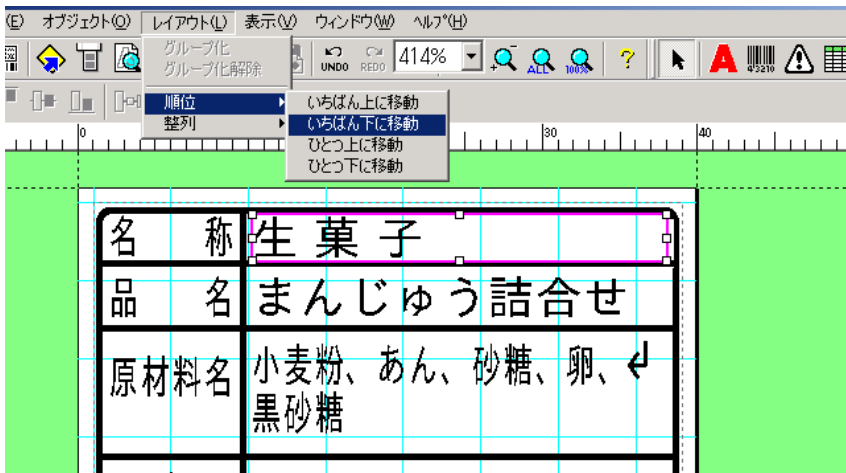 (E) オブジェクト(O) レイアウト(L) 表示(V) ウィンドウ(W) ヘルプ(H)
グループ化
グループ化解除
UNDO REDO 414% ALL 100% ? A 43210
順位
整列
いちばん上に移動
いちばん下に移動
ひとつ上に移動
ひとつ下に移動
0 30 40
名 称 生菓子
品 名 まんじゅう詰合せ
原材料名 小麦粉、あん、砂糖、卵、↲
黒砂糖